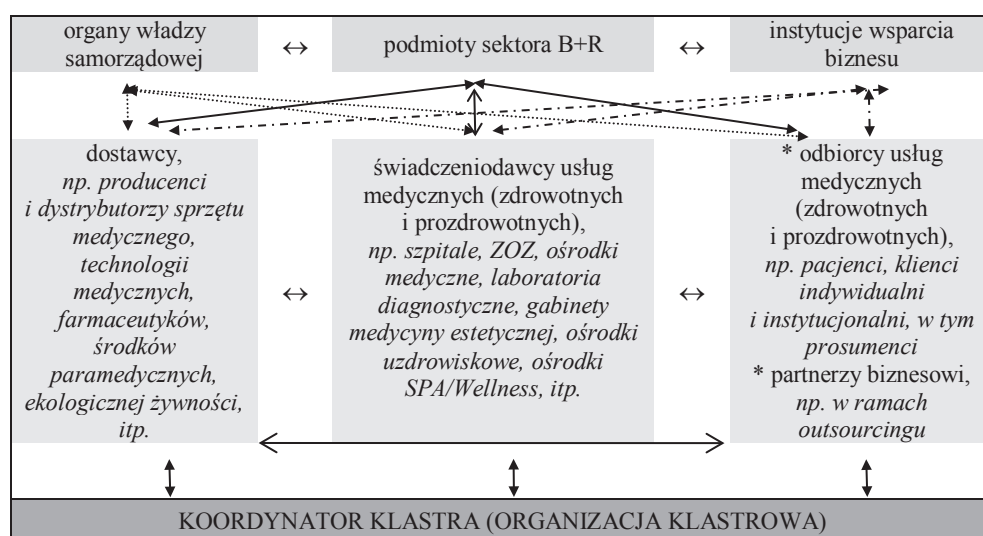 organy władzy
samorządowej
↔
podmioty sektora B+R
↔
instytucje wsparcia
biznesu
dostawcy,
np. producenci
i dystrybutorzy sprzętu
medycznego,
technologii
medycznych,
farmaceutyków,
środków
paramedycznych,
ekologicznej żywności,
itp.
↔
świadczeniodawcy usług
medycznych (zdrowotnych
i prozdrowotnych),
np. szpitale, ZOZ, ośrodki
medyczne, laboratoria
diagnostyczne, gabinety
medycyny estetycznej, ośrodki
uzdrowiskowe, ośrodki
SPA/Wellness, itp.
↔
* odbiorcy usług
medycznych
(zdrowotnych
i prozdrowotnych),
np. pacjenci, klienci
indywidualni
i instytucjonalni, w tym
prosumenci
* partnerzy biznesowi,
np. w ramach
outsourcingu
KOORDYNATOR KLASTRA (ORGANIZACJA KLASTROWA)